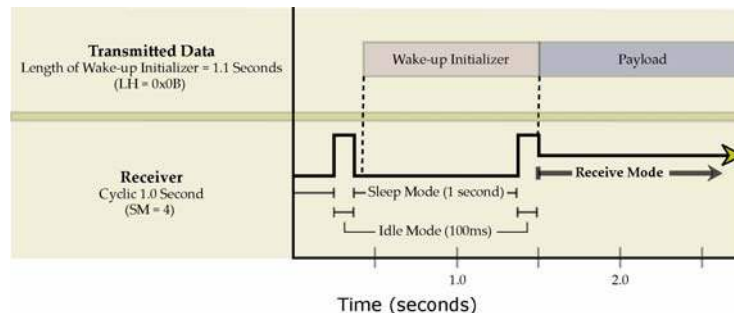 Transmitted Data
Length of Wake-up Initializer = 1.1 Seconds
(LH = 0x0B)
Wake-up Initializer
Payload
Receiver
Cyclic 1.0 Second
(SM = 4)
Sleep Mode (1 second)
Receive Mode
Idle Mode (100ms)
1.0
2.0
Time (seconds)